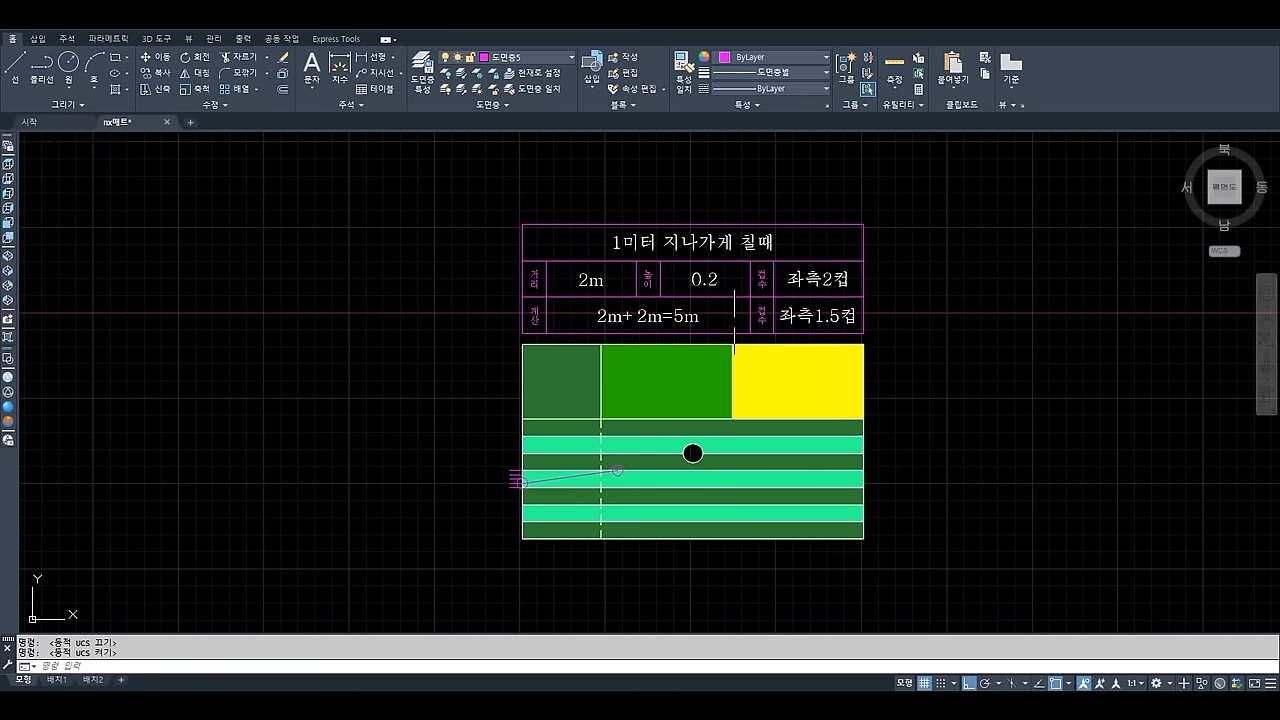 홈 삽입 주석 파라메트릭 3D 도구 뷰 관리 출력 공동 작업 Express Tools
선 폴리선 원 호
이동 회전 자르기
복사 대칭 모깎기
신축 축척 배열
문자 치수
선형
지시선
테이블
도면층 특성
도면층5
현재로 설정
도면층 일치
삽입
작성
편집
속성 편집
특성 일치
ByLayer
도면층별
ByLayer
그룹 측정 붙여넣기 기준
그리기 수정 주석 도면층 블록 특성 그룹 유틸리티 클립보드 뷰
시작 nx매트*
북
서 평면도 동
남
WCS
1미터 지나가게 칠때
거리 2m 높이 0.2 컵수 좌측2컵
계산 2m+ 2m=5m 컵수 좌측1.5컵
Y
X
명령: <동적 UCS 끄기>
명령: <동적 UCS 켜기>
명령 입력
모형 배치1 배치2 +
모형 1:1